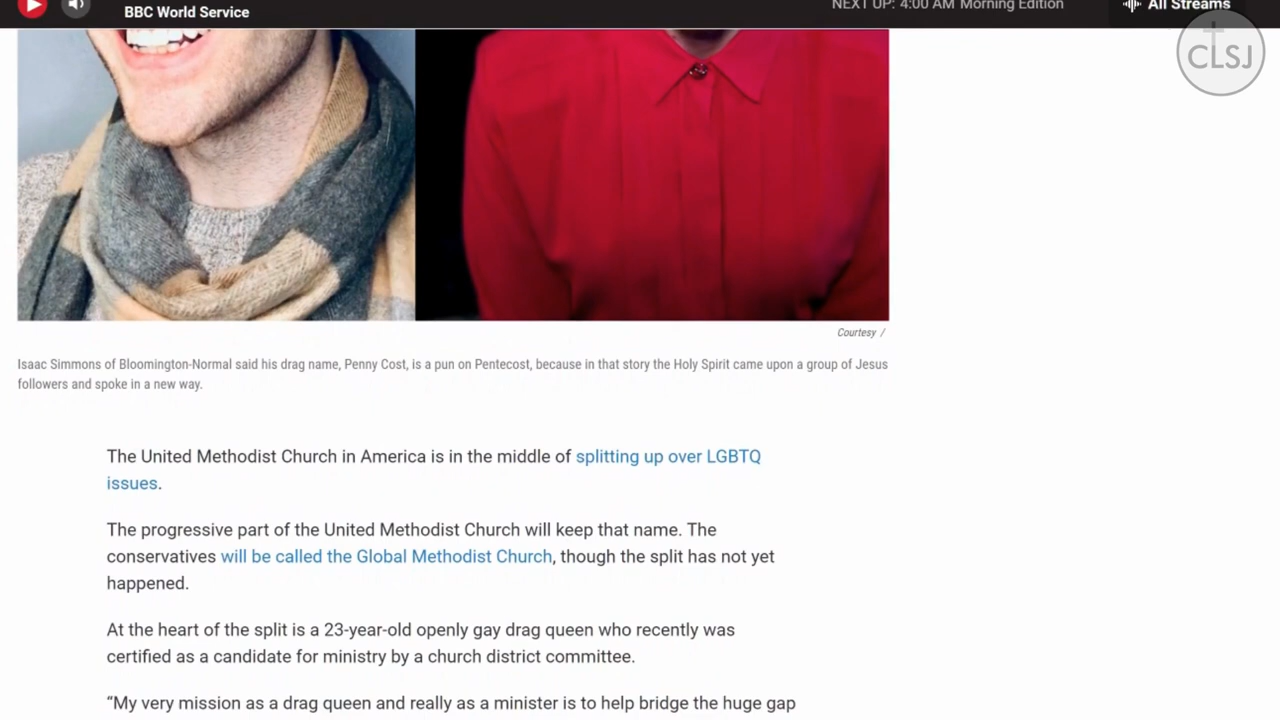 BBC World Service
NEXT UP: 4:00 AM Morning Edition
All Streams
CLSJ
Courtesy /
Isaac Simmons of Bloomington-Normal said his drag name, Penny Cost, is a pun on Pentecost, because in that story the Holy Spirit came upon a group of Jesus
followers and spoke in a new way.
The United Methodist Church in America is in the middle of splitting up over LGBTQ
issues.
The progressive part of the United Methodist Church will keep that name. The
conservatives will be called the Global Methodist Church, though the split has not yet
happened.
At the heart of the split is a 23-year-old openly gay drag queen who recently was
certified as a candidate for ministry by a church district committee.
“My very mission as a drag queen and really as a minister is to help bridge the huge gap